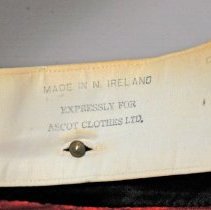 MADE IN N. IRELAND
EXPRESSLY FOR
ASCOT CLOTHES LTD.